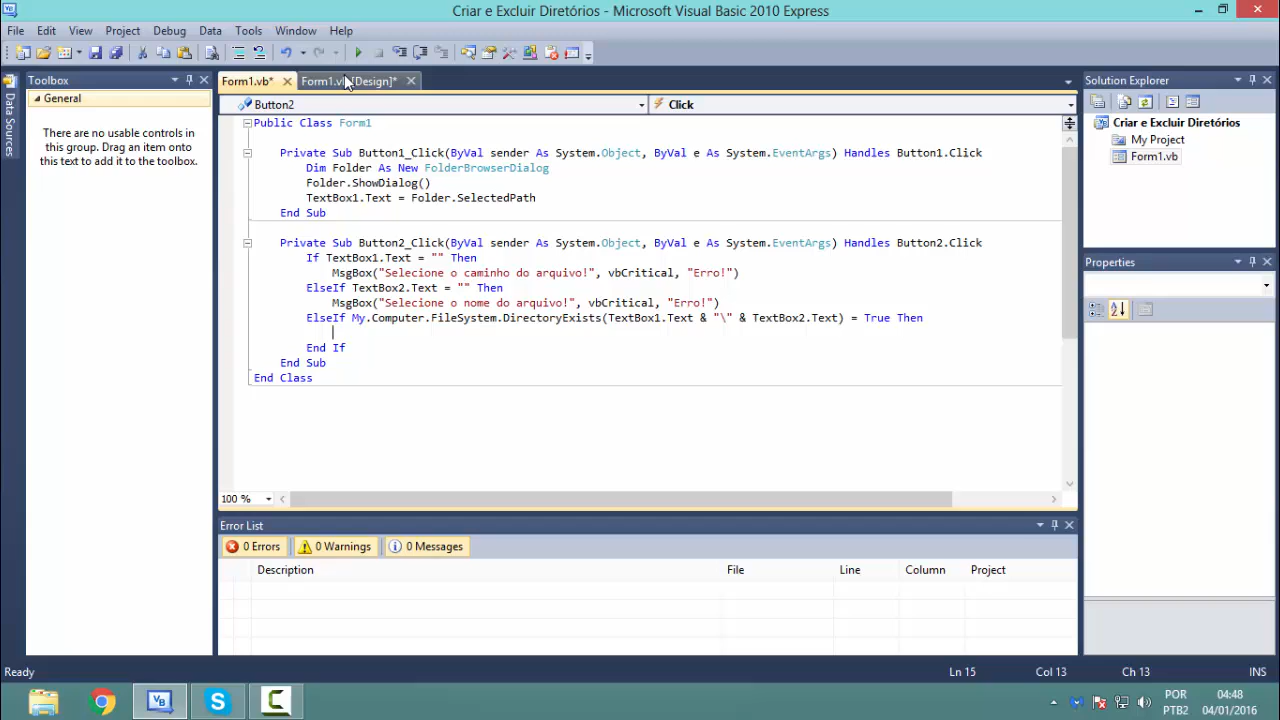 Criar e Excluir Diretórios - Microsoft Visual Basic 2010 Express
File Edit View Project Debug Data Tools Window Help
Toolbox
Form1.vb*
[Design]*
Solution Explorer
Data Sources
General
There are no usable controls in
this group. Drag an item onto
this text to add it to the toolbox.
Button2
Click
Public Class Form1
Private Sub Button1_Click(ByVal sender As System.Object, ByVal e As System.EventArgs) Handles Button1.Click
Dim Folder As New FolderBrowserDialog
Folder.ShowDialog()
TextBox1.Text = Folder.SelectedPath
End Sub
Private Sub Button2_Click(ByVal sender As System.Object, ByVal e As System.EventArgs) Handles Button2.Click
If TextBox1.Text = "" Then
MsgBox("Selecione o caminho do arquivo!", vbCritical, "Erro!")
ElseIf TextBox2.Text = "" Then
MsgBox("Selecione o nome do arquivo!", vbCritical, "Erro!")
ElseIf My.Computer.FileSystem.DirectoryExists(TextBox1.Text & "\" & TextBox2.Text) = True Then
End If
End Sub
End Class
100 %
Criar e Excluir Diretórios
My Project
Form1.vb
Properties
Error List
0 Errors
0 Warnings
0 Messages
Description
File
Line
Column
Project
Ready
Ln 15
Col 13
Ch 13
INS
POR
PTB2
04:48
04/01/2016